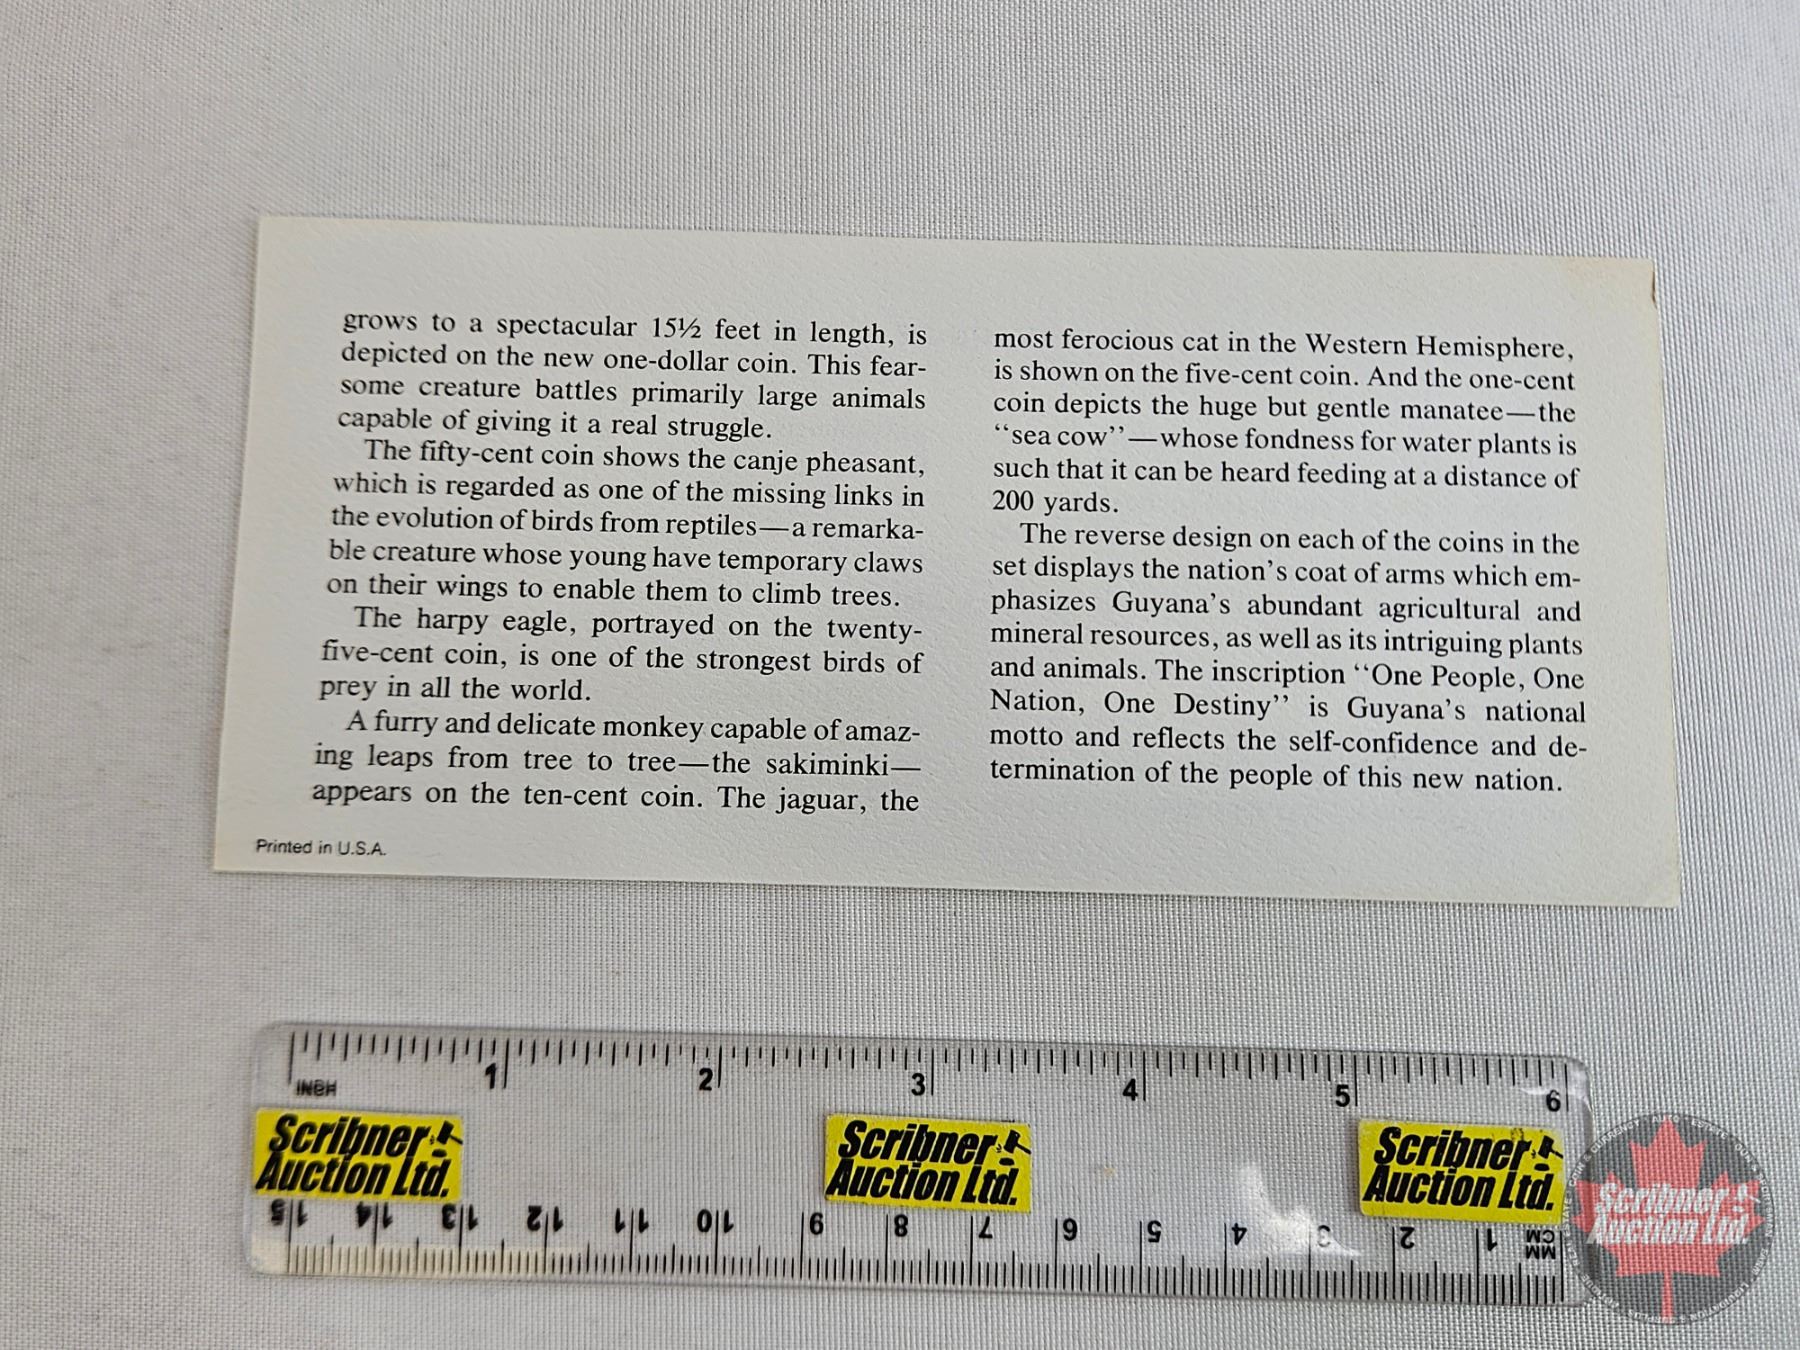 grows to a spectacular 15½ feet in length, is
depicted on the new one-dollar coin. This fear-
some creature battles primarily large animals
capable of giving it a real struggle.
The fifty-cent coin shows the canje pheasant,
which is regarded as one of the missing links in
the evolution of birds from reptiles—a remarka-
ble creature whose young have temporary claws
on their wings to enable them to climb trees.
The harpy eagle, portrayed on the twenty-
five-cent coin, is one of the strongest birds of
prey in all the world.
A furry and delicate monkey capable of amaz-
ing leaps from tree to tree—the sakiminki—
appears on the ten-cent coin. The jaguar, the
Printed in U.S.A.
most ferocious cat in the Western Hemisphere,
is shown on the five-cent coin. And the one-cent
coin depicts the huge but gentle manatee—the
‘‘sea cow’’—whose fondness for water plants is
such that it can be heard feeding at a distance of
200 yards.
The reverse design on each of the coins in the
set displays the nation’s coat of arms which em-
phasizes Guyana’s abundant agricultural and
mineral resources, as well as its intriguing plants
and animals. The inscription ‘‘One People, One
Nation, One Destiny’’ is Guyana’s national
motto and reflects the self-confidence and de-
termination of the people of this new nation.
1 2 3 4 5 6
INCH
Scribner
Auction Ltd.
Scribner
Auction Ltd.
Scribner
Auction Ltd.
15 14 13 12 11 10 9 8 7 6 5 4 3 2 1
CM
MM
Scribner
Auction Ltd.